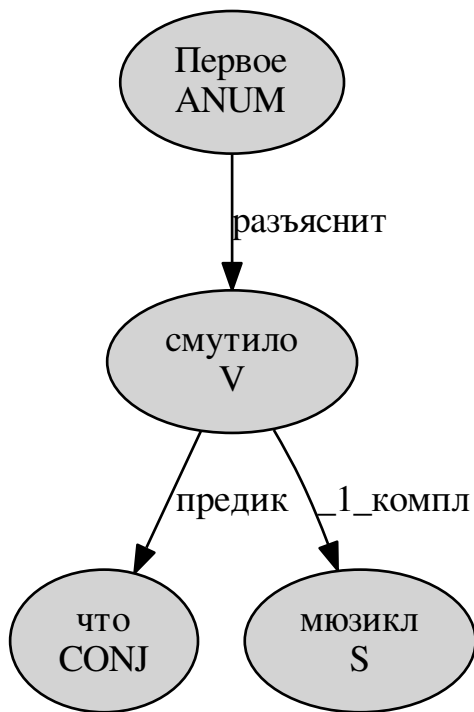 Первое
ANUM
разъяснит
смутило
V
предик
_1_компл
что
CONJ
мюзикл
S